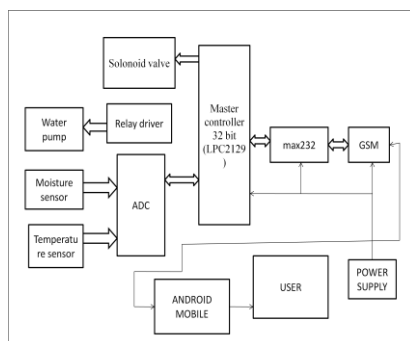 Solonoid valve
Master
controller
32 bit
(LPC2129
)
Water
pump
Relay driver
max232
GSM
Moisture
sensor
ADC
Temperatu
re sensor
ANDROID
MOBILE
USER
POWER
SUPPLY